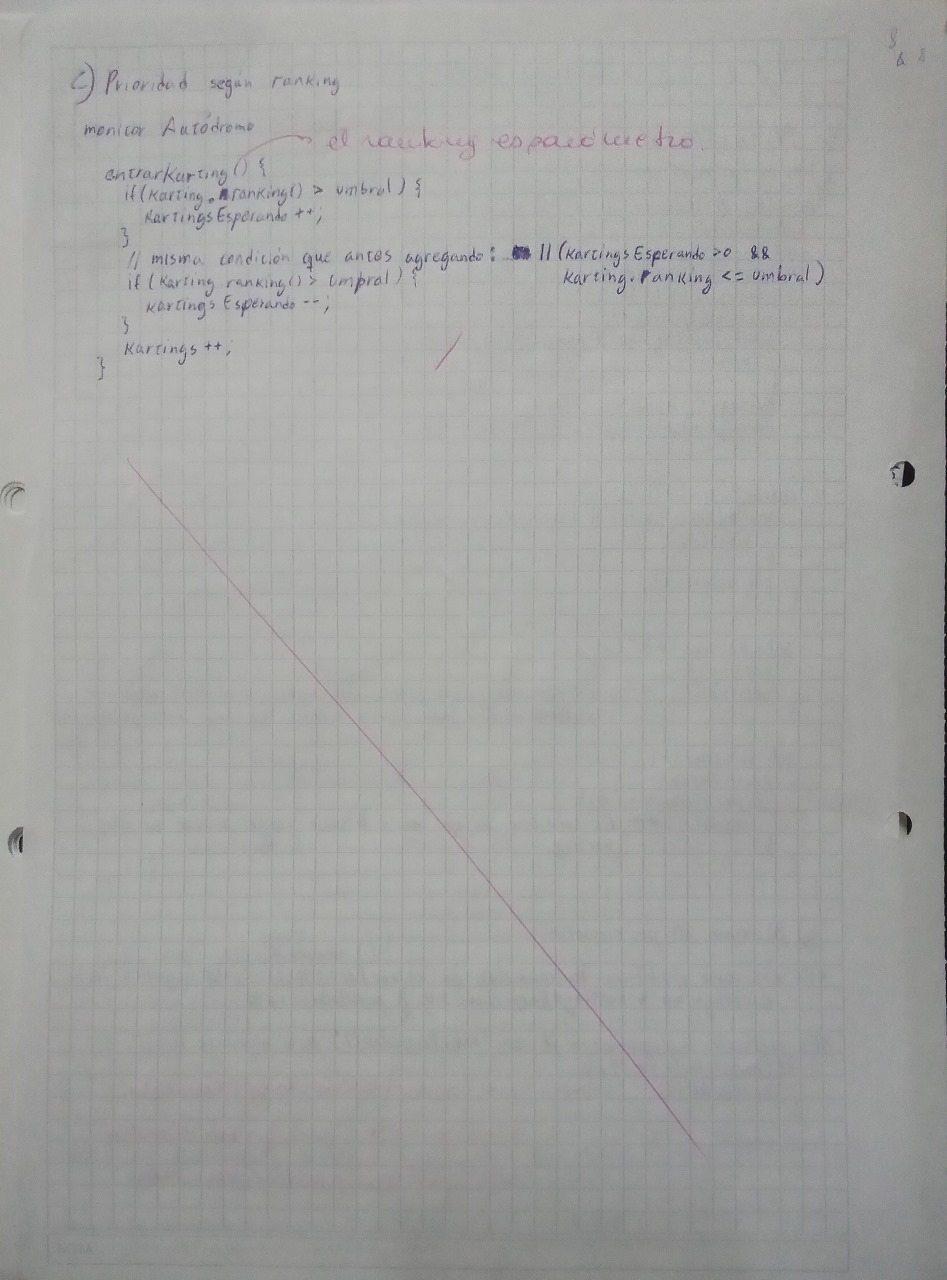 c) Prioridad según ranking
monitor Autódromo
el ranking es parámetro.
entrarKarting() {
if(Karting.ranking() > umbral) {
KartingsEsperando ++;
}
// misma condición que antes agregando: || (KartingsEsperando >0 &&
Karting.ranking <= umbral)
if (Karting.ranking() > umbral) {
KartingsEsperando --;
}
Kartings ++;
}